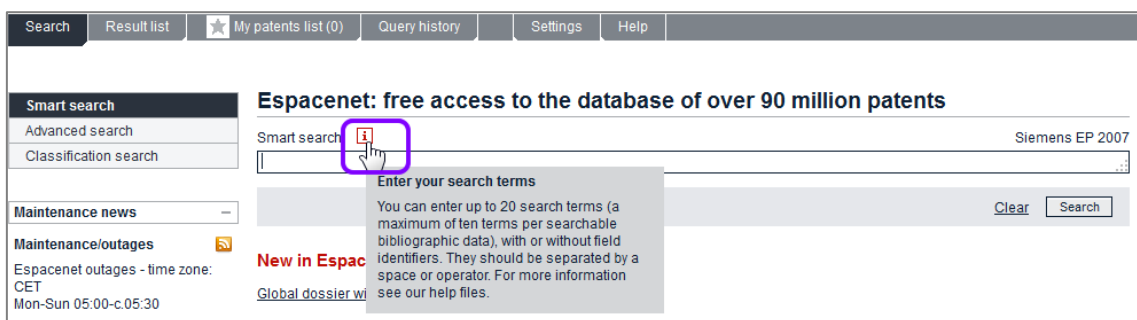 Search Result list My patents list (0) Query history Settings Help
Smart search
Advanced search
Classification search
Maintenance news
Maintenance/outages
Espacenet outages - time zone:
CET
Mon-Sun 05:00-c.05:30
Espacenet: free access to the database of over 90 million patents
Smart search i Siemens EP 2007
Enter your search terms
You can enter up to 20 search terms (a
maximum of ten terms per searchable
bibliographic data), with or without field
identifiers. They should be separated by a
space or operator. For more information
see our help files.
Clear Search
New in Espac
Global dossier wi